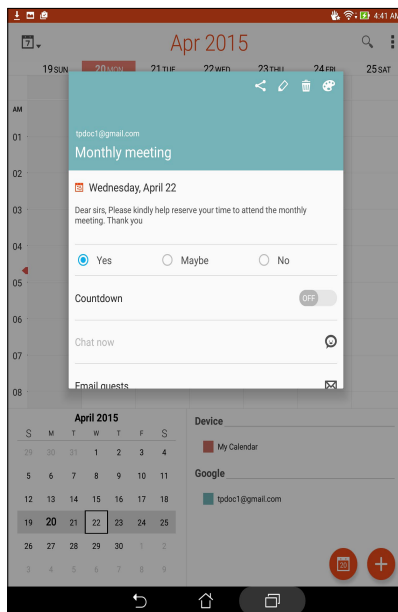 4:41 AM
7
Apr 2015
19 SUN 20 MON 21 TUE 22 WED 23 THU 24 FRI 25 SAT
AM
01
02
03
04
05
06
07
08
tpdoc1@gmail.com
Monthly meeting
Wednesday, April 22
Dear sirs, Please kindly help reserve your time to attend the monthly
meeting. Thank you
Yes Maybe No
Countdown OFF
Chat now
Email guests
April 2015
S M T W T F S
29 30 31 1 2 3 4
5 6 7 8 9 10 11
12 13 14 15 16 17 18
19 20 21 22 23 24 25
26 27 28 29 30 1 2
3 4 5 6 7 8 9
Device
My Calendar
Google
tpdoc1@gmail.com
20